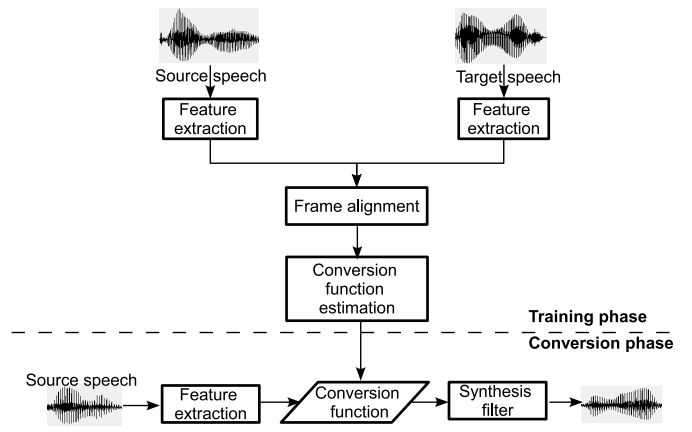 Source speech
Target speech
Feature
extraction
Feature
extraction
Frame alignment
Conversion
function
estimation
Training phase
Conversion phase
Source speech
Feature
extraction
Conversion
function
Synthesis
filter